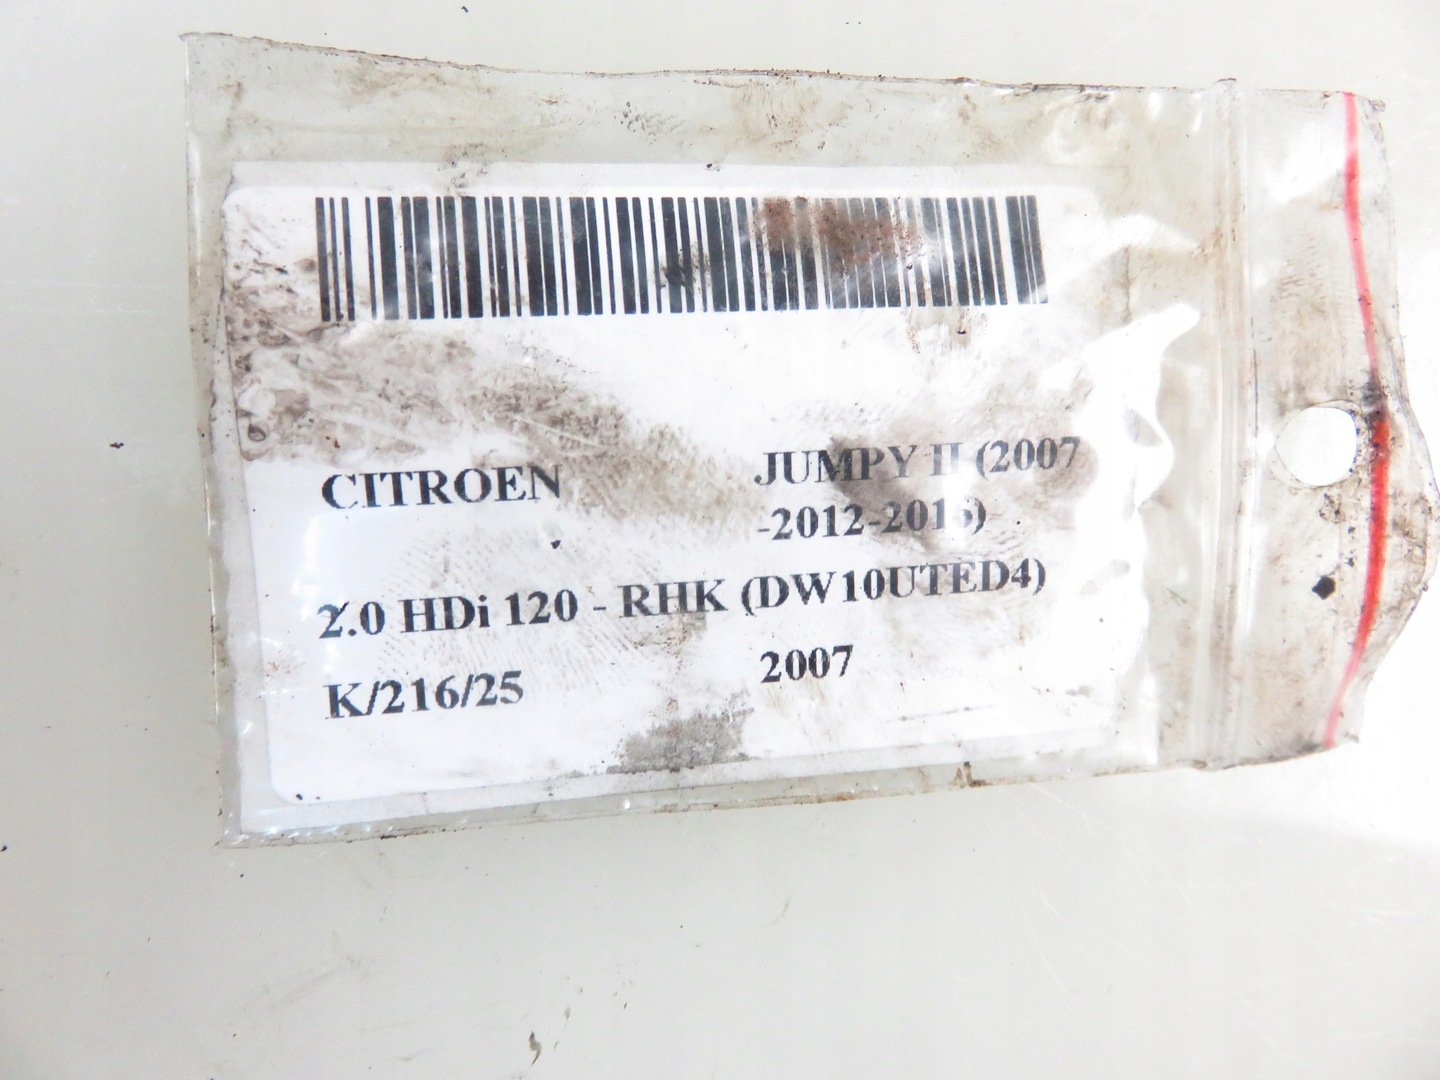 CITROEN JUMPY II (2007
-2012-2016)
2.0 HDi 120 - RHK (DW10UTED4)
K/216/25 2007